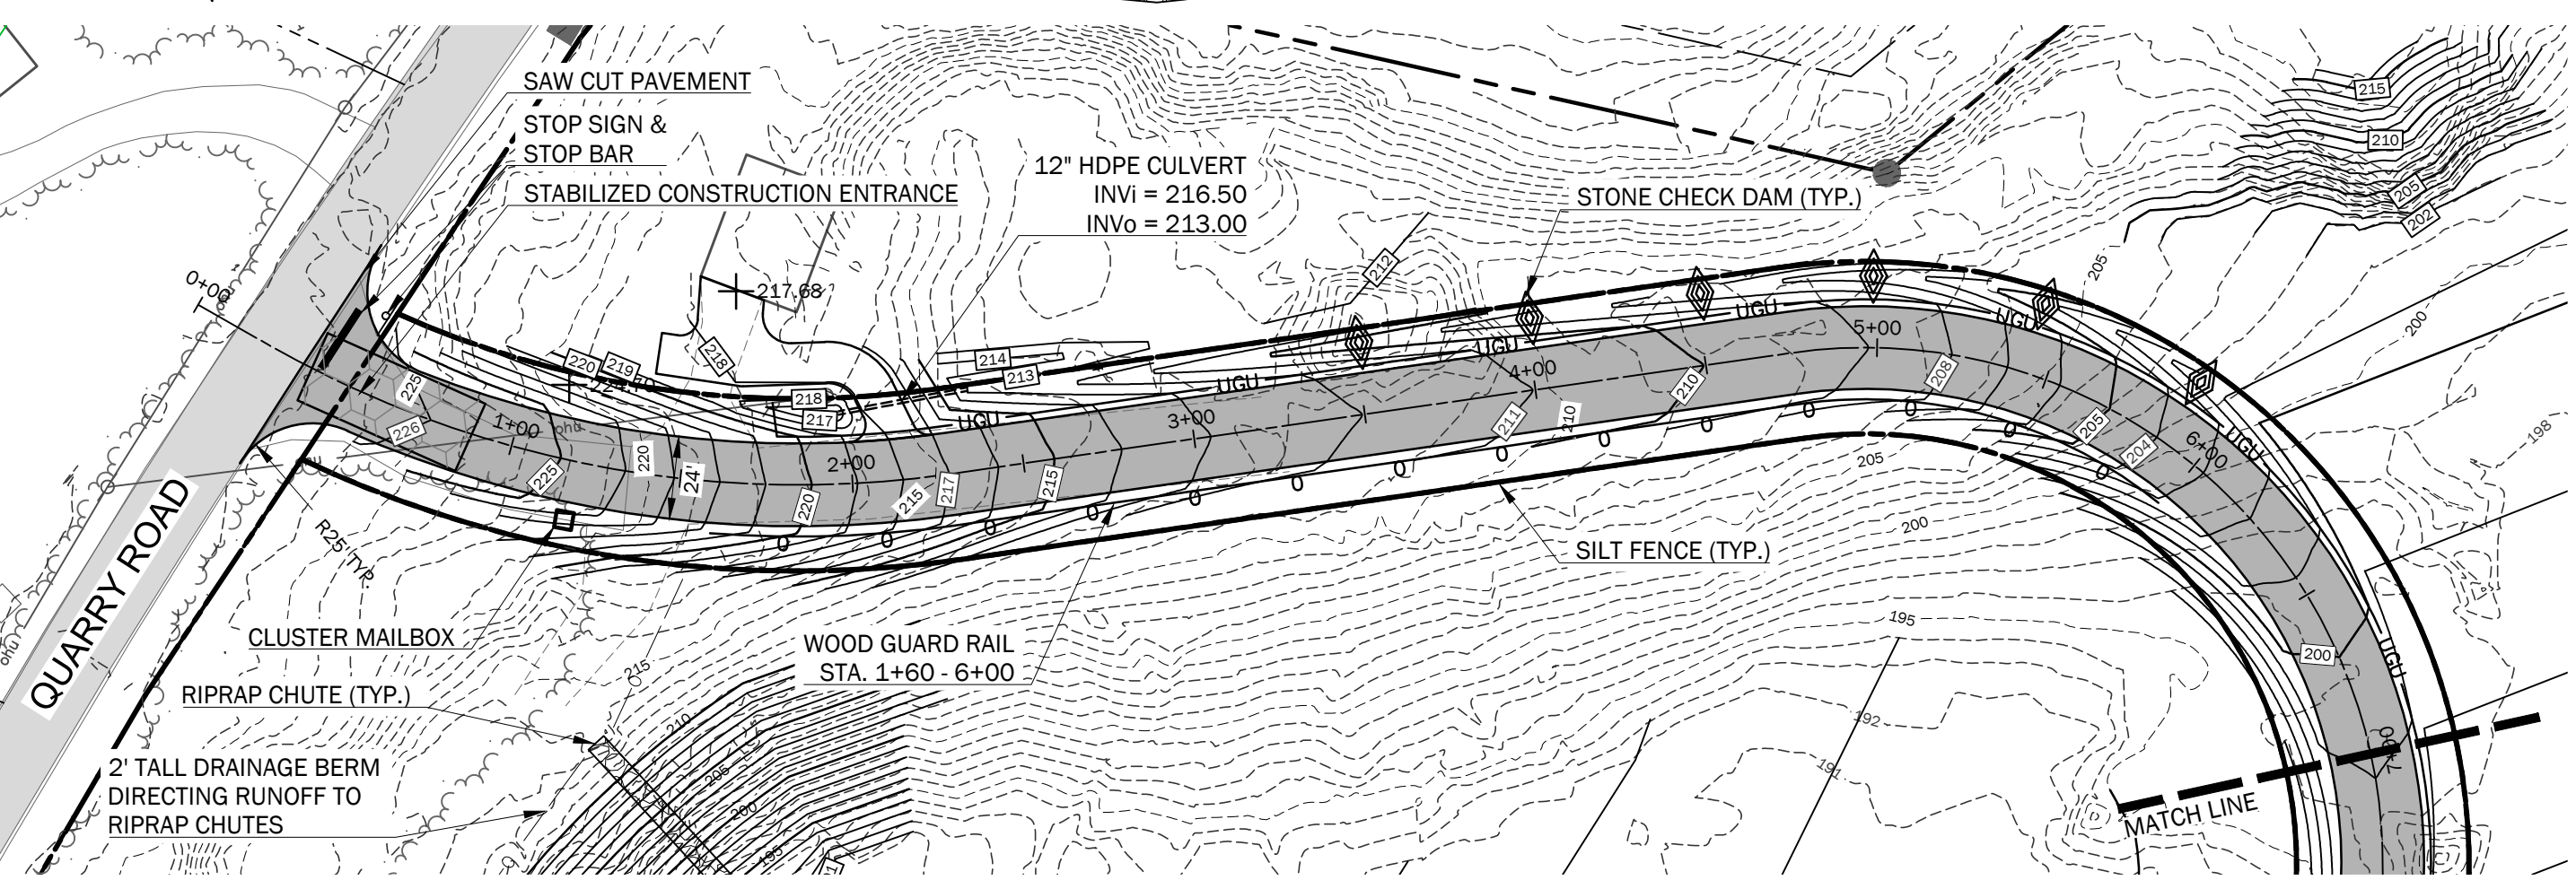 SAW CUT PAVEMENT
STOP SIGN &
STOP BAR
STABILIZED CONSTRUCTION ENTRANCE
12" HDPE CULVERT
INVi = 216.50
INVo = 213.00
STONE CHECK DAM (TYP.)
215
210
205
202
212
205
200
198
0+00
217.68
218
220
219
214
213
218
217
UGU
UGU
UGU
UGU
UGU
UGU
225
226
1+00
ohu
225
220
24'
2+00
220
215
217
215
3+00
4+00
211
210
210
5+00
208
205
204
6+00
205
200
195
192
191
200
7+00
QUARRY ROAD
ohu
R25' TYP.
CLUSTER MAILBOX
WOOD GUARD RAIL
STA. 1+60 - 6+00
SILT FENCE (TYP.)
RIPRAP CHUTE (TYP.)
2' TALL DRAINAGE BERM
DIRECTING RUNOFF TO
RIPRAP CHUTES
215
210
205
200
195
MATCH LINE